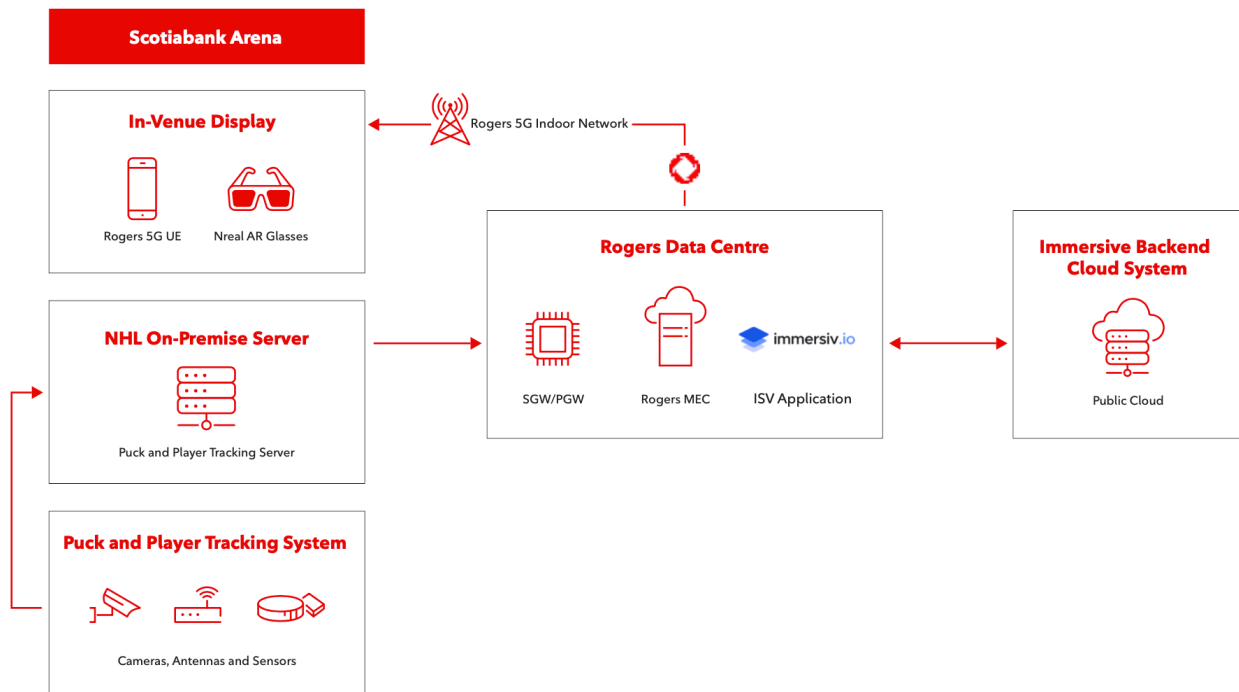 Scotiabank Arena
In-Venue Display
Rogers 5G UE
Nreal AR Glasses
Rogers 5G Indoor Network
NHL On-Premise Server
Puck and Player Tracking Server
Puck and Player Tracking System
Cameras, Antennas and Sensors
Rogers Data Centre
SGW/PGW
Rogers MEC
immersiv.io
ISV Application
Immersive Backend
Cloud System
Public Cloud